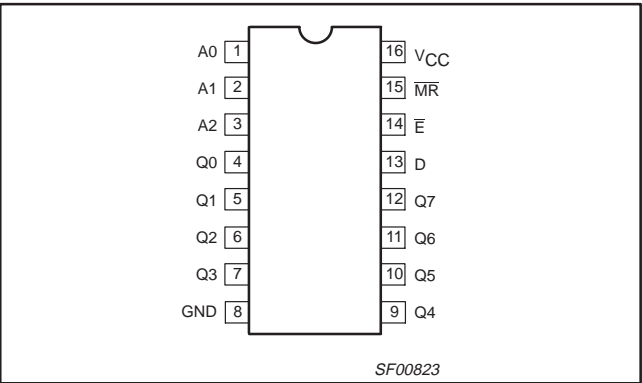 A0 1 16 VCC
A1 2 15 M̅R̅
A2 3 14 E̅
Q0 4 13 D
Q1 5 12 Q7
Q2 6 11 Q6
Q3 7 10 Q5
GND 8 9 Q4
SF00823